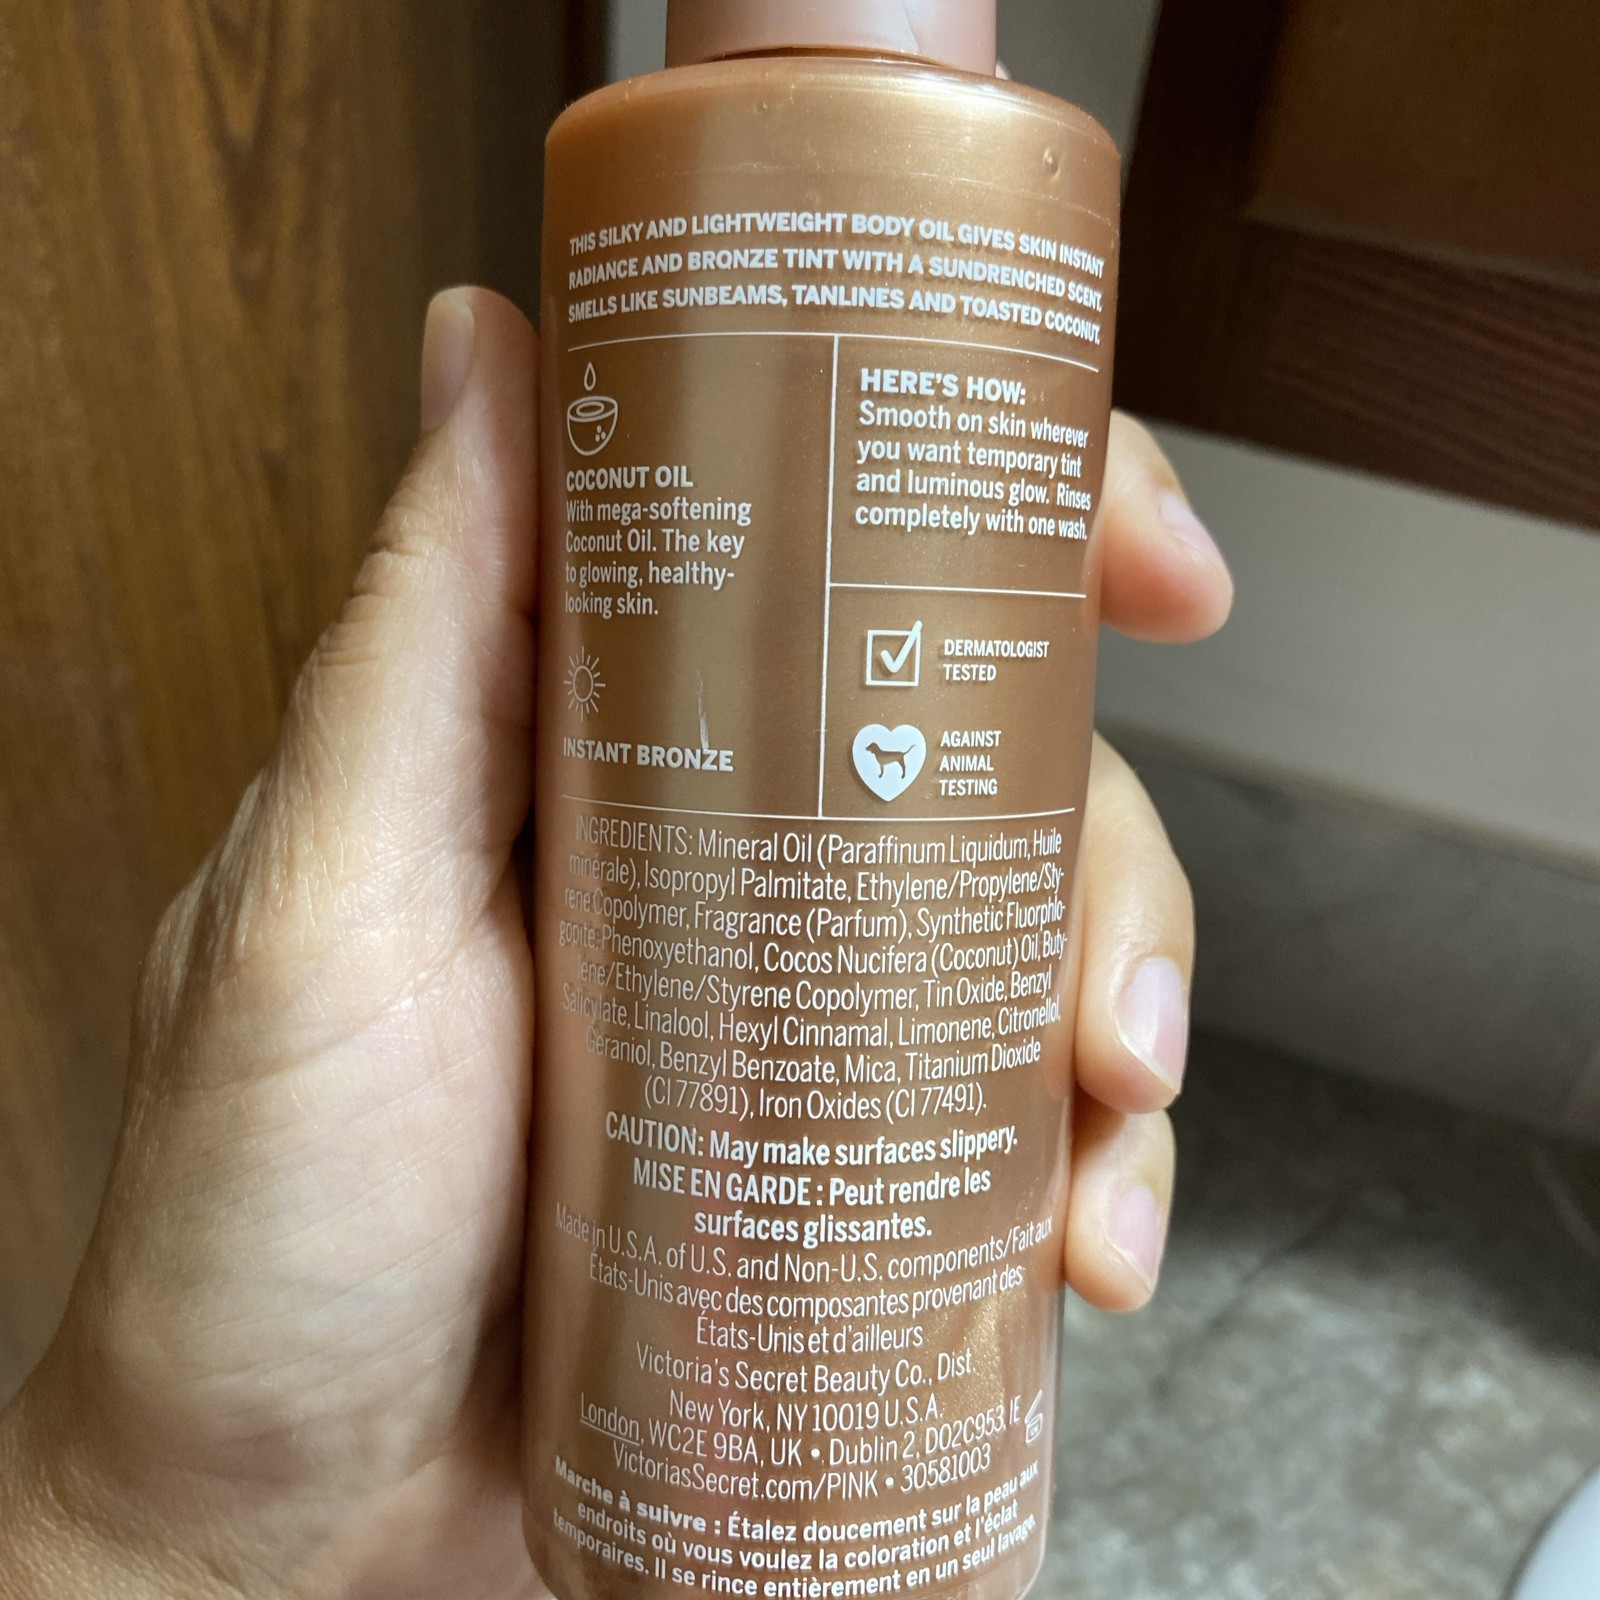 THIS SILKY AND LIGHTWEIGHT BODY OIL GIVES SKIN INSTANT
RADIANCE AND BRONZE TINT WITH A SUNDRENCHED SCENT.
SMELLS LIKE SUNBEAMS, TANLINES AND TOASTED COCONUT.
COCONUT OIL
With mega-softening
Coconut Oil. The key
to glowing, healthy-
looking skin.
INSTANT BRONZE
HERE'S HOW:
Smooth on skin wherever
you want temporary tint
and luminous glow. Rinses
completely with one wash.
DERMATOLOGIST
TESTED
AGAINST
ANIMAL
TESTING
INGREDIENTS: Mineral Oil (Paraffinum Liquidum, Huile
minérale), Isopropyl Palmitate, Ethylene/Propylene/Sty-
rene Copolymer, Fragrance (Parfum), Synthetic Fluorphlo-
gopite, Phenoxyethanol, Cocos Nucifera (Coconut) Oil, Buty-
lene/Ethylene/Styrene Copolymer, Tin Oxide, Benzyl
Salicylate, Linalool, Hexyl Cinnamal, Limonene, Citronellol,
Geraniol, Benzyl Benzoate, Mica, Titanium Dioxide
(CI 77891), Iron Oxides (CI 77491).
CAUTION: May make surfaces slippery.
MISE EN GARDE : Peut rendre les
surfaces glissantes.
Made in U.S.A. of U.S. and Non-U.S. components/Fait aux
États-Unis avec des composantes provenant des
États-Unis et d'ailleurs
Victoria's Secret Beauty Co., Dist.
New York, NY 10019 U.S.A.
London, WC2E 9BA, UK • Dublin 2, D02C953, IE
VictoriasSecret.com/PINK • 30581003
Marche à suivre : Étalez doucement sur la peau aux
endroits où vous voulez la coloration et l'éclat
temporaires. Il se rince entièrement en un seul lavage.